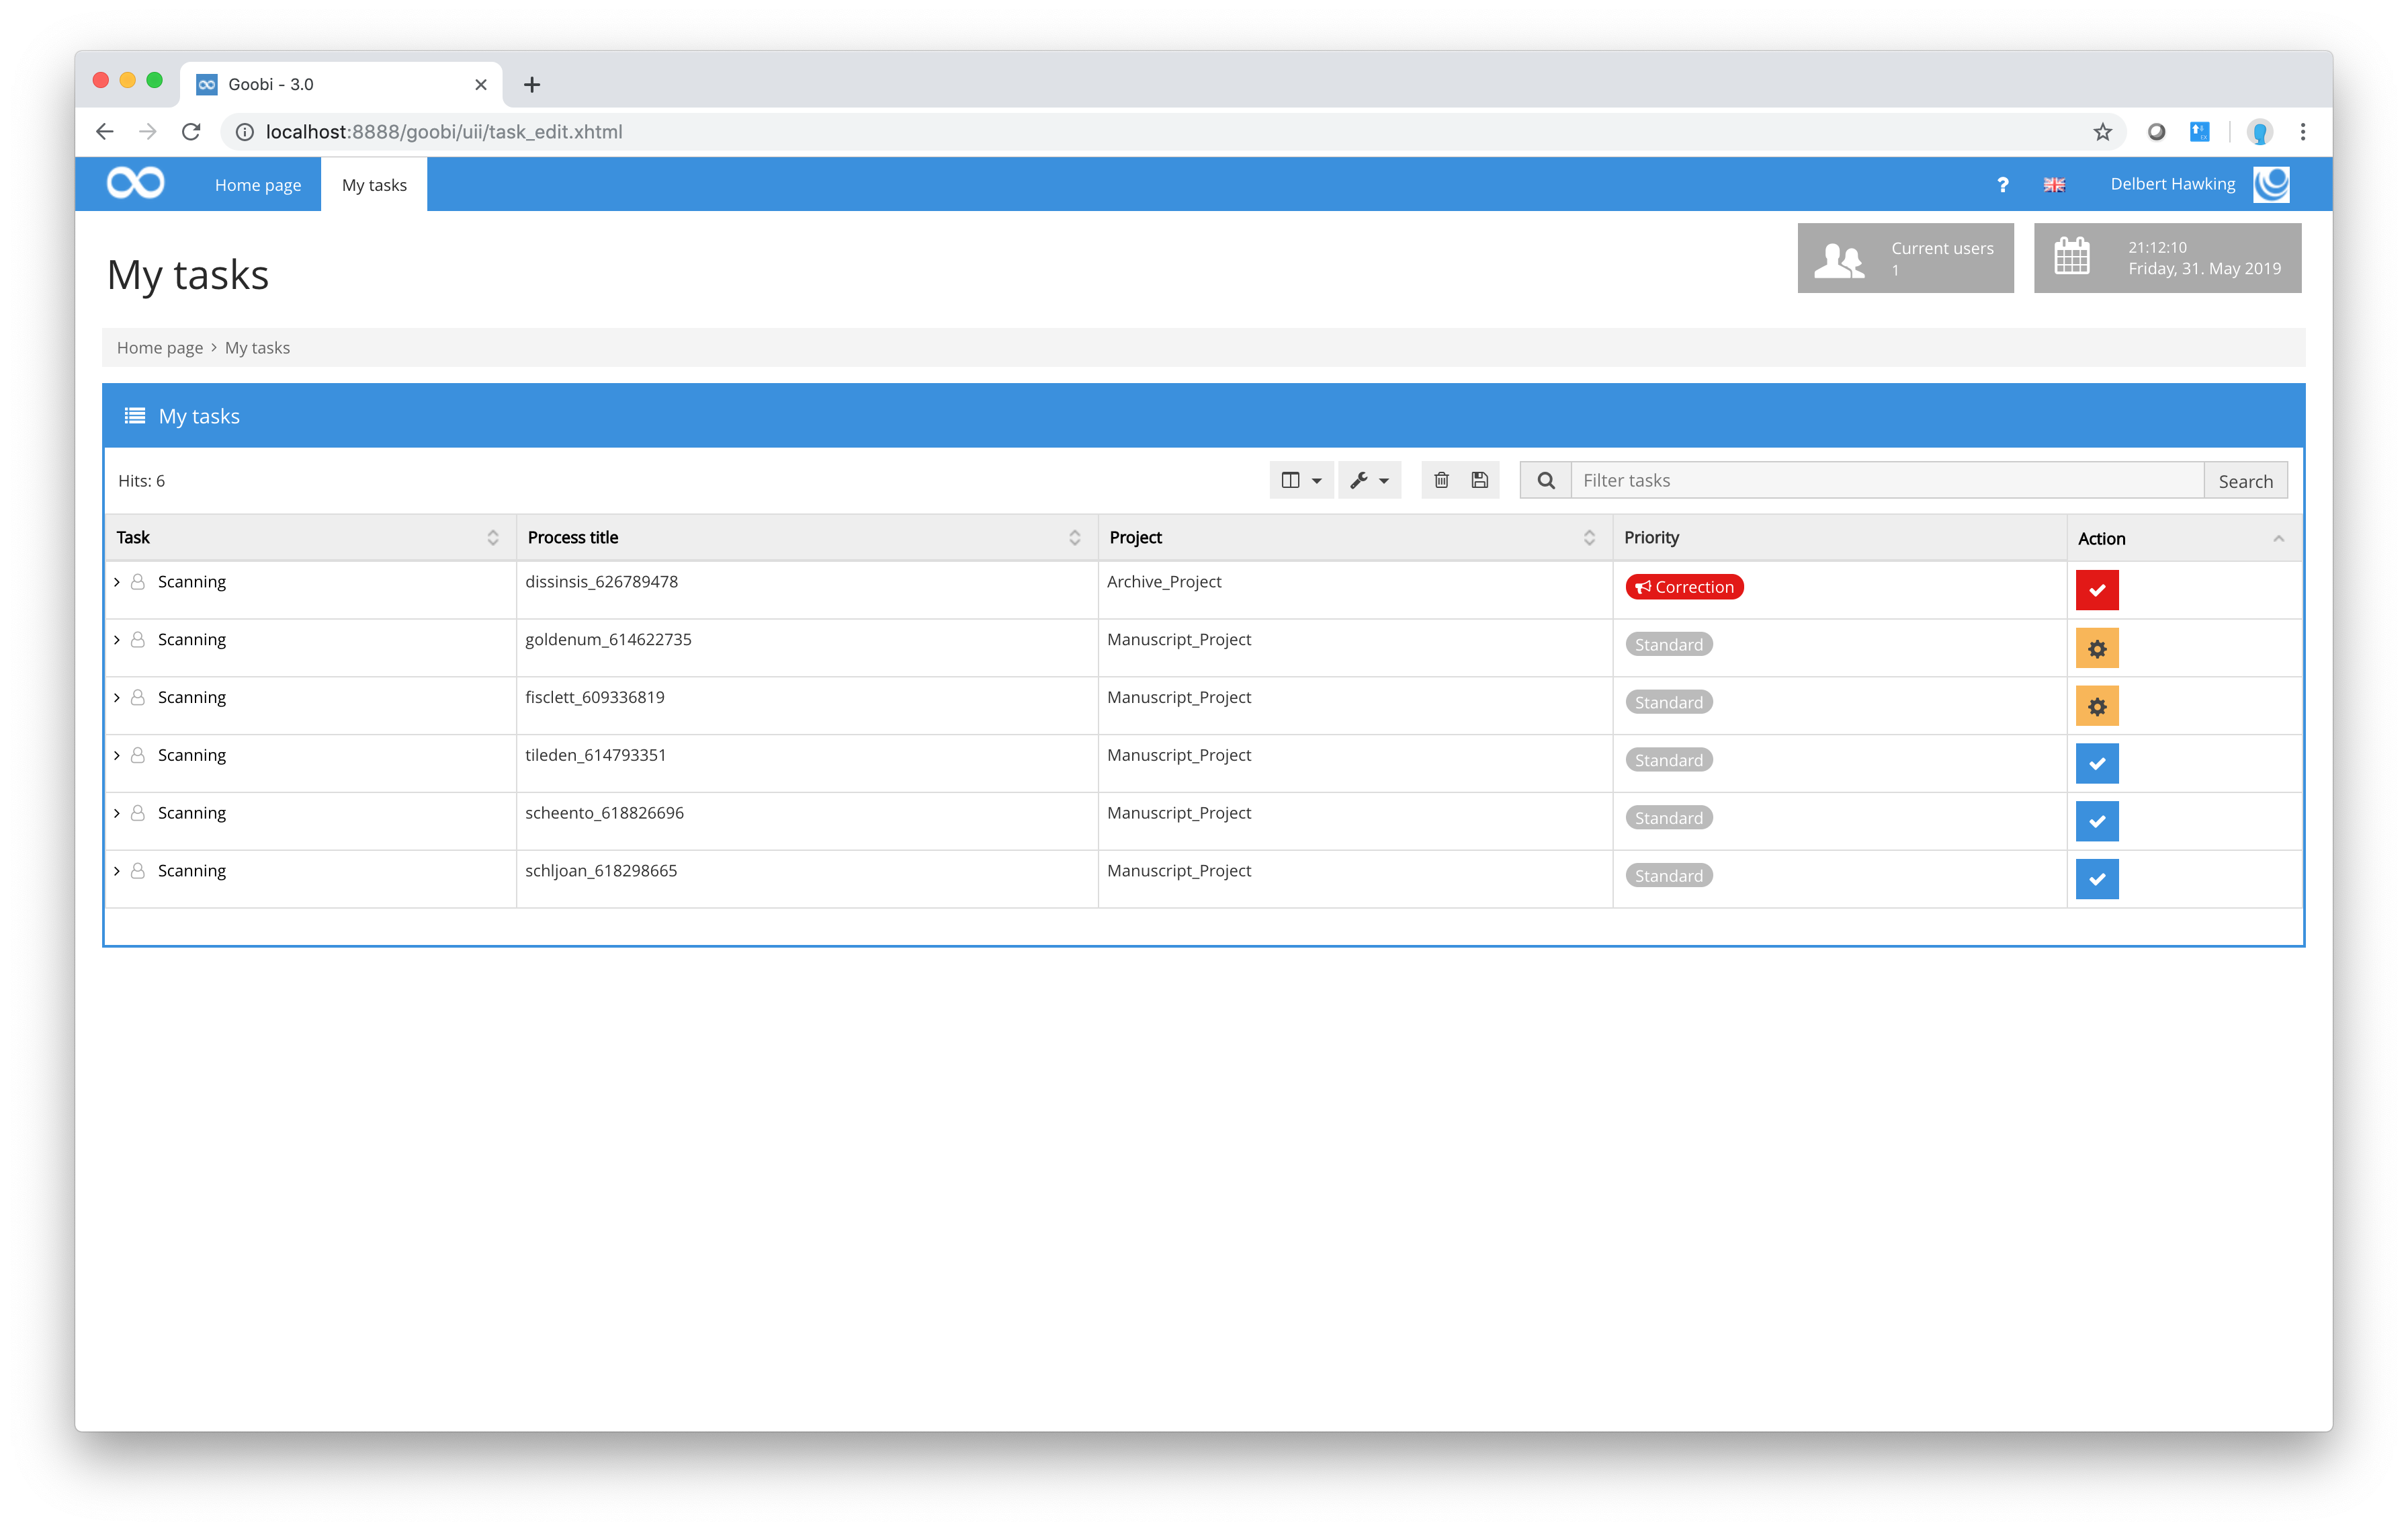 Goobi - 3.0
localhost:8888/goobi/uii/task_edit.xhtml
Home page My tasks ? Delbert Hawking
My tasks
Current users
1
21:12:10
Friday, 31. May 2019
Home page > My tasks
My tasks
Hits: 6 Filter tasks Search
Task Process title Project Priority Action
Scanning dissinsis_626789478 Archive_Project Correction
Scanning goldenum_614622735 Manuscript_Project Standard
Scanning fisclett_609336819 Manuscript_Project Standard
Scanning tileden_614793351 Manuscript_Project Standard
Scanning scheento_618826696 Manuscript_Project Standard
Scanning schljoan_618298665 Manuscript_Project Standard